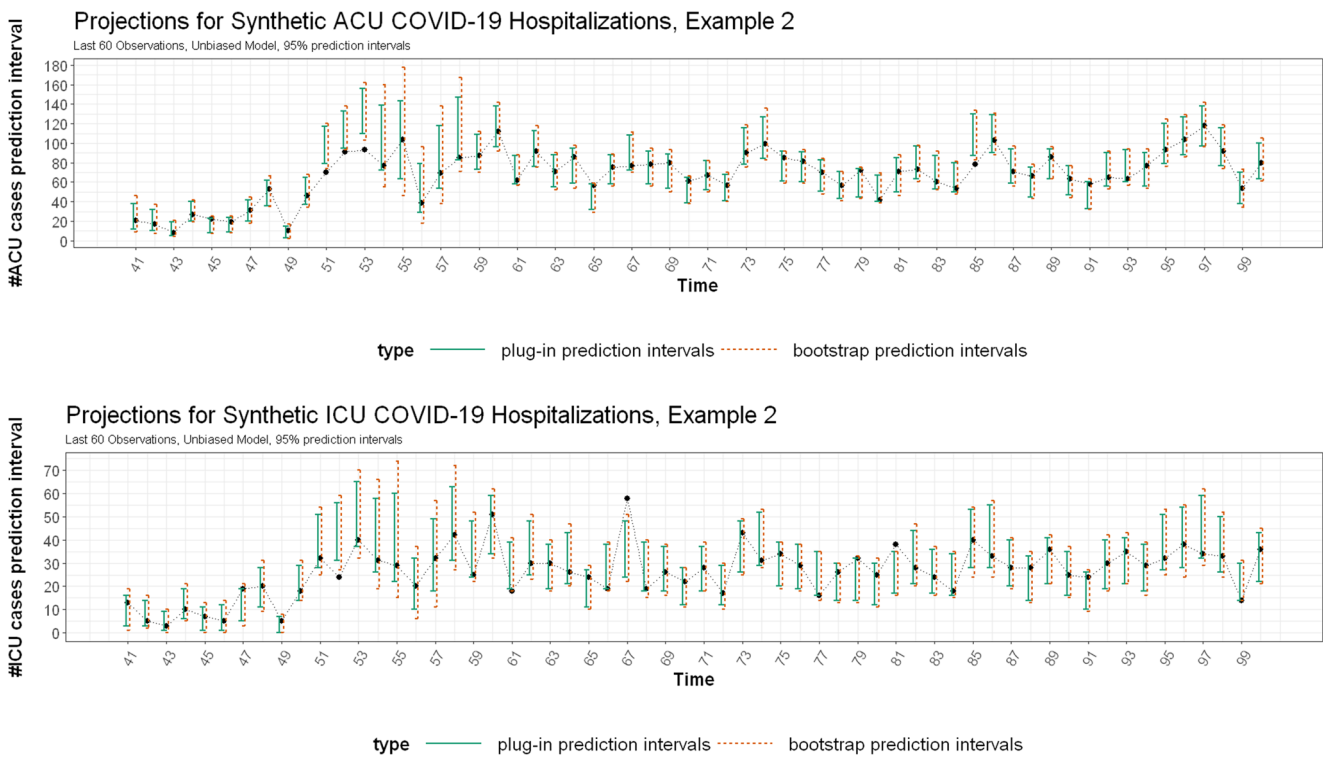 Projections for Synthetic ACU COVID-19 Hospitalizations, Example 2
Last 60 Observations, Unbiased Model, 95% prediction intervals
#ACU cases prediction interval
180
160
140
120
100
80
60
40
20
0
41 43 45 47 49 51 53 55 57 59 61 63 65 67 69 71 73 75 77 79 81 83 85 87 89 91 93 95 97 99
Time
type plug-in prediction intervals bootstrap prediction intervals
Projections for Synthetic ICU COVID-19 Hospitalizations, Example 2
Last 60 Observations, Unbiased Model, 95% prediction intervals
#ICU cases prediction interval
70
60
50
40
30
20
10
0
41 43 45 47 49 51 53 55 57 59 61 63 65 67 69 71 73 75 77 79 81 83 85 87 89 91 93 95 97 99
Time
type plug-in prediction intervals bootstrap prediction intervals